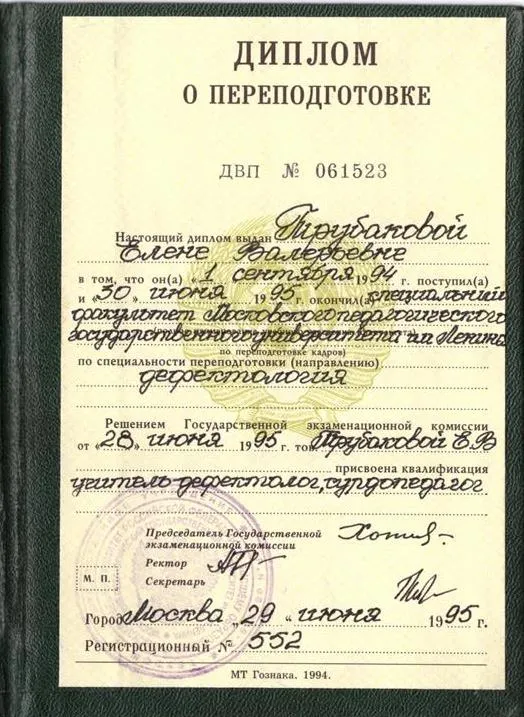 ДИПЛОМ
О ПЕРЕПОДГОТОВКЕ
ДВП № 061523
Настоящий диплом выдан Трубаковой
Елене Валерьевне
в том, что он(а) „1 сентября 1994 г. поступил(а)
и «30» июня 1995 г. окончил(а) специальный
факультет Московского педагогического
государственного университета им Ленина
по переподготовке кадров)
по специальности переподготовки (направлению)
дефектология
Решением Государственной экзаменационной комиссии
от «28» июня 1995 г. тов. Трубаковой Е.В
присвоена квалификация
учитель-дефектолог, сурдопедагог
Председатель Государственной
экзаменационной комиссии
Ректор
М. П.
Секретарь
Город Москва „29 “ июня 1995 г.
Регистрационный № 552
МТ Гознака. 1994.